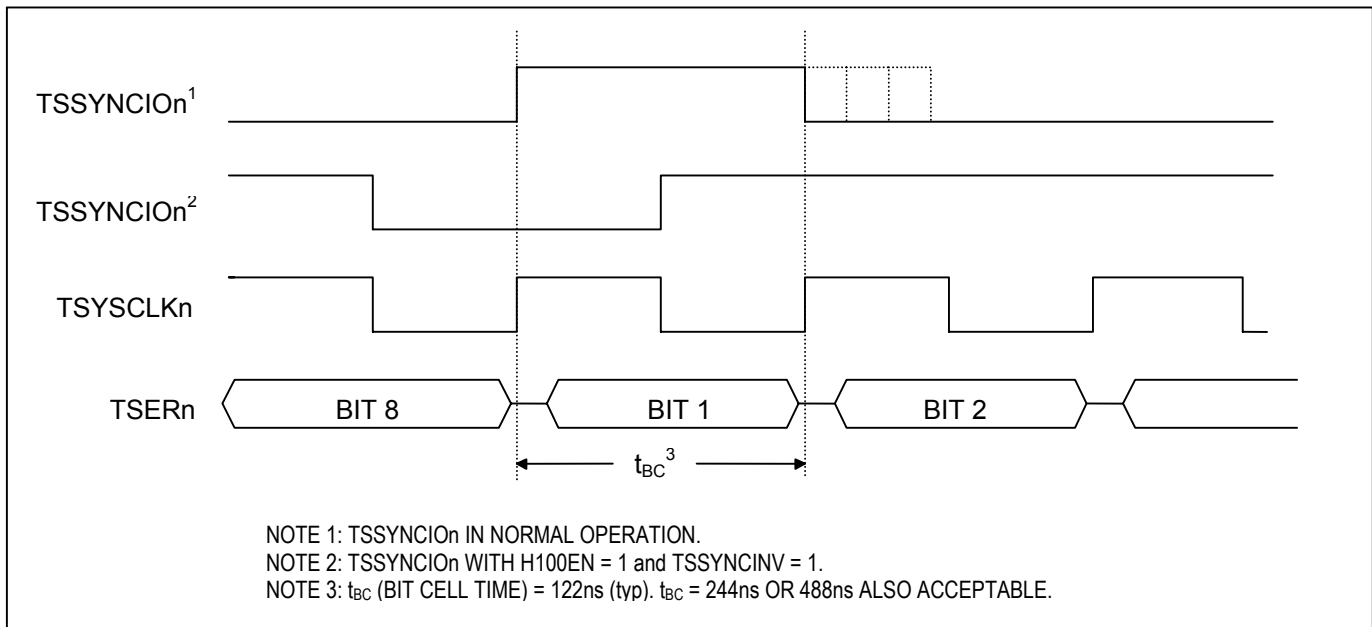 TSSYNCIOn¹
TSSYNCIOn²
TSYSCLKn
TSERn
BIT 8
BIT 1
BIT 2
tBC³
NOTE 1: TSSYNCIOn IN NORMAL OPERATION.
NOTE 2: TSSYNCIOn WITH H100EN = 1 and TSSYNCINV = 1.
NOTE 3: tBC (BIT CELL TIME) = 122ns (typ). tBC = 244ns OR 488ns ALSO ACCEPTABLE.